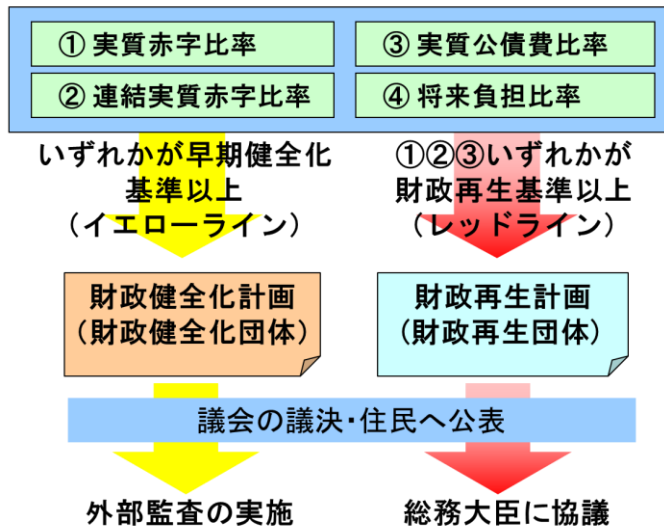 ① 実質赤字比率
② 連結実質赤字比率
③ 実質公債費比率
④ 将来負担比率
いずれかが早期健全化
基準以上
（イエローライン）
①②③いずれかが
財政再生基準以上
（レッドライン）
財政健全化計画
（財政健全化団体）
財政再生計画
（財政再生団体）
議会の議決・住民へ公表
外部監査の実施
総務大臣に協議